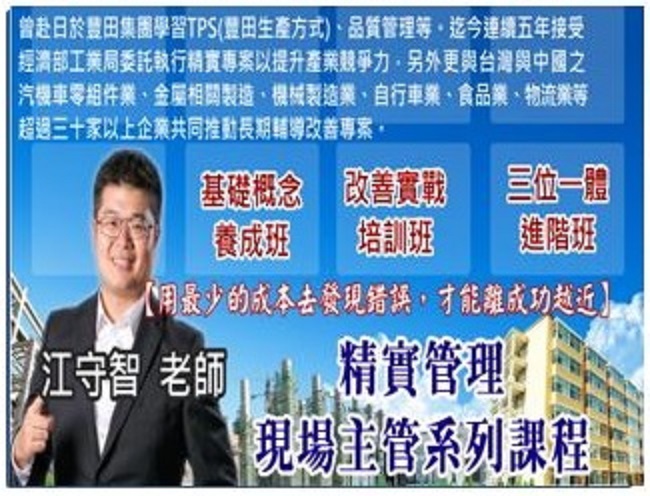 曾赴日於豐田集團學習TPS(豐田生產方式)、品質管理等。迄今連續五年接受
經濟部工業局委託執行精實專案以提升產業競爭力，另外更與台灣與中國之
汽機車零組件業、金屬相關製造、機械製造業、自行車業、食品業、物流業等
超過三十家以上企業共同推動長期輔導改善專案。
基礎概念 改善實戰 三位一體
養成班 培訓班 進階班
【用最少的成本去發現錯誤，才能離成功越近】
江守智 老師
精實管理
現場主管系列課程